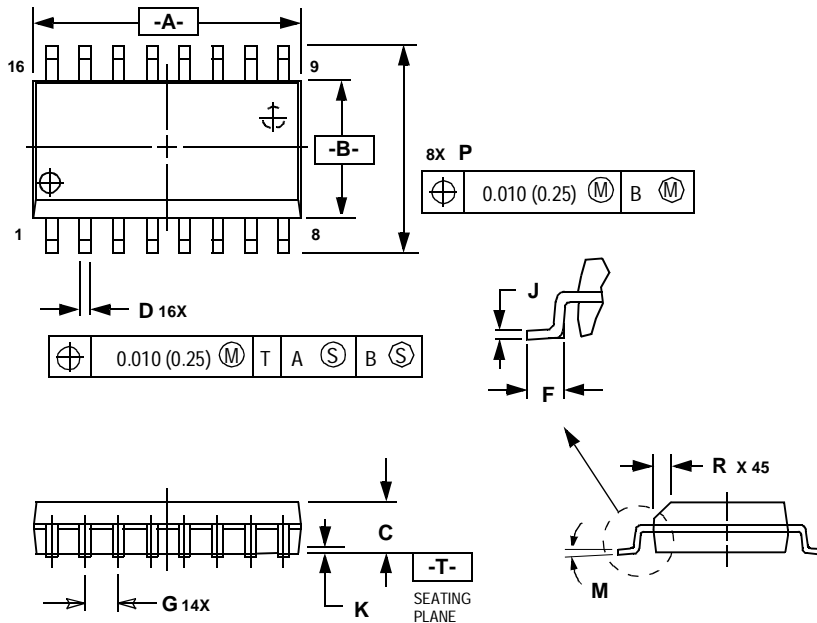 -A-
16
9
-B-
8X P
0.010 (0.25) M B M
1
8
J
D 16X
0.010 (0.25) M T A S B S
F
R X 45
C
-T-
M
G 14X
K
SEATING
PLANE